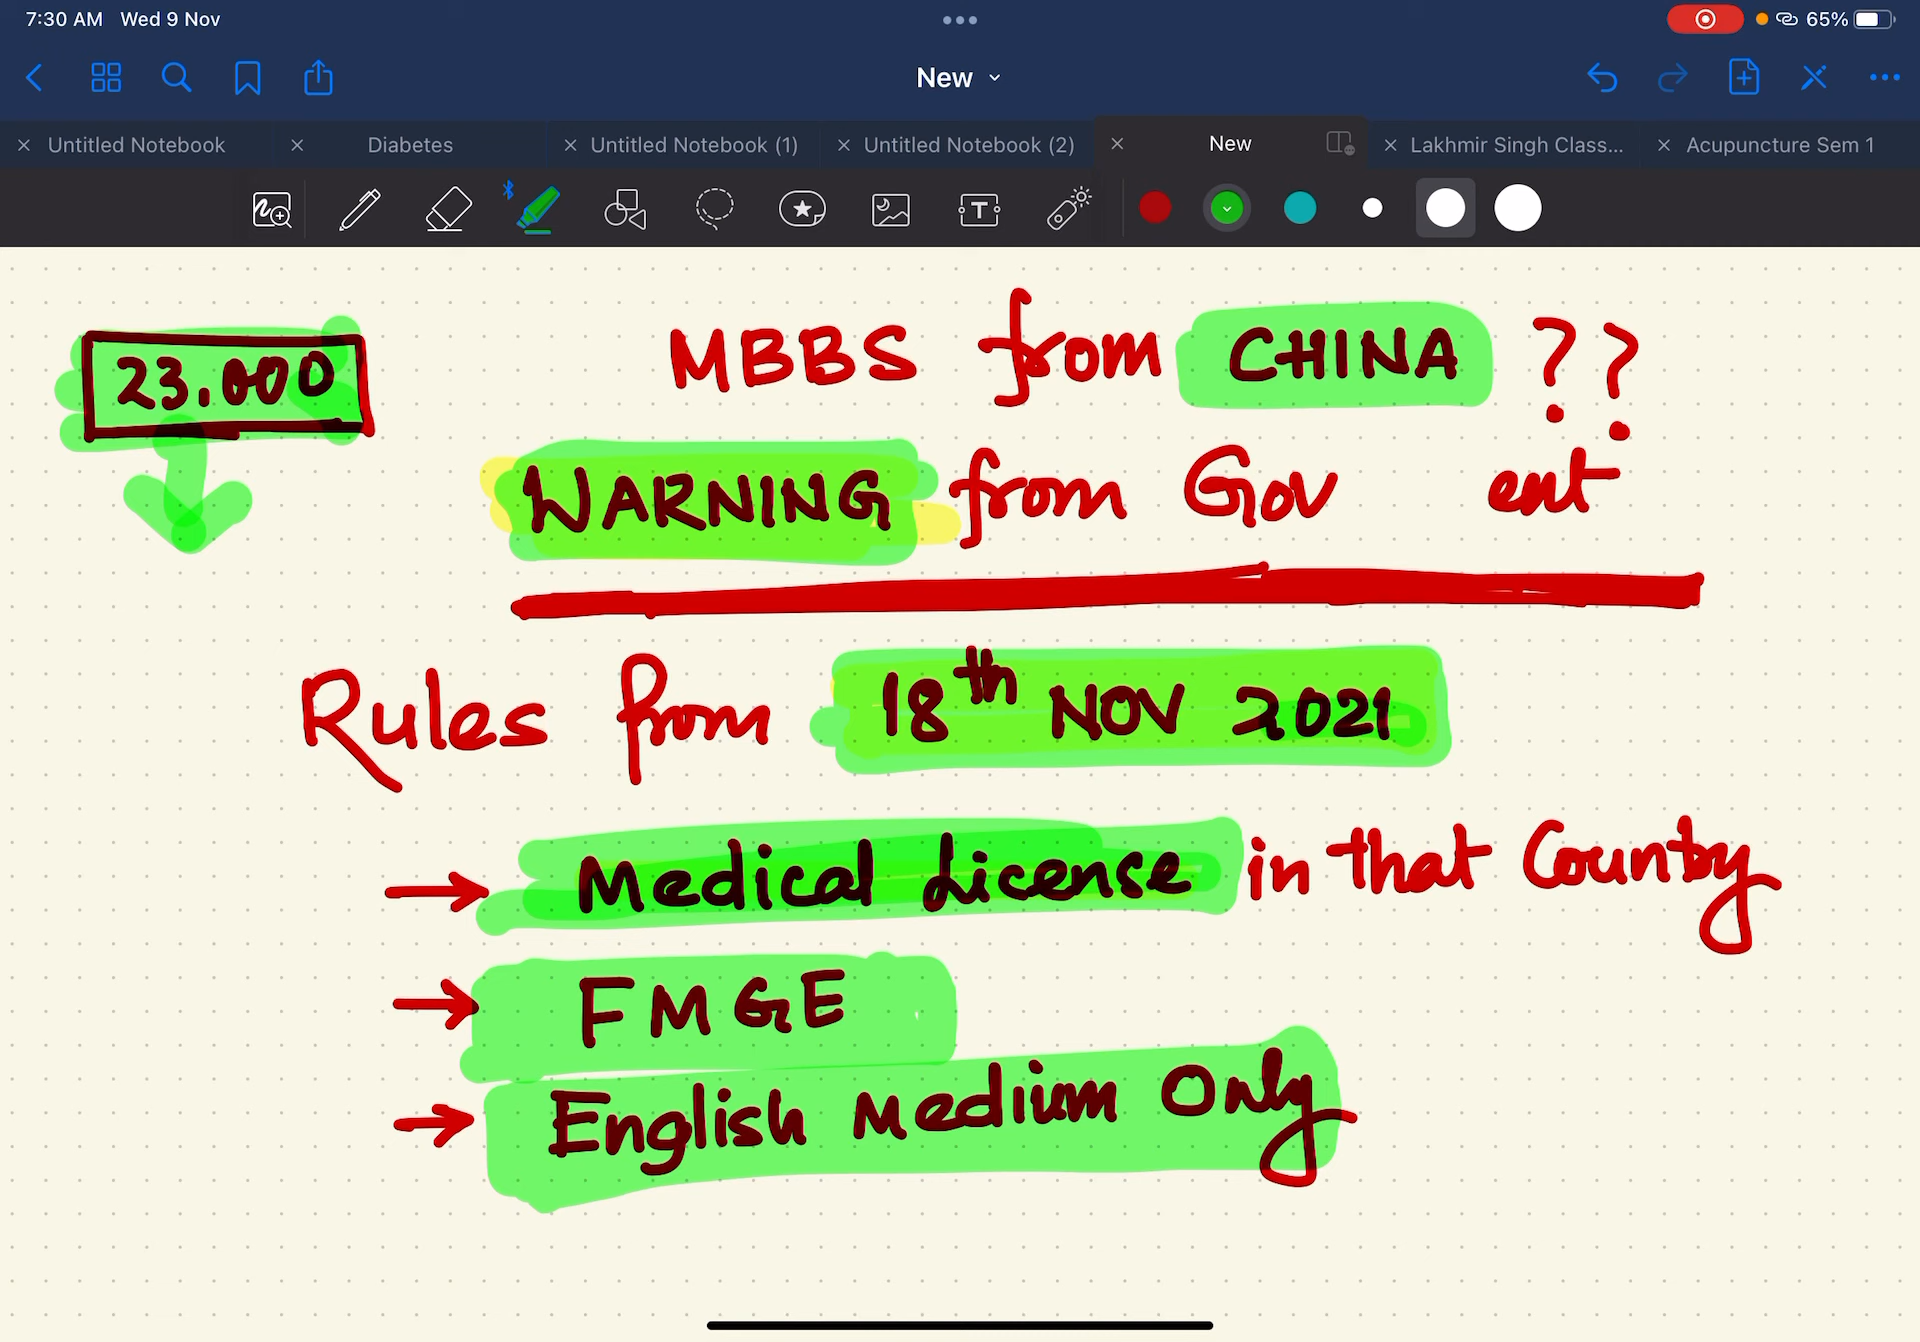 7:30 AM Wed 9 Nov
65%
New
Untitled Notebook
Diabetes
Untitled Notebook (1)
Untitled Notebook (2)
New
Lakhmir Singh Class...
Acupuncture Sem 1
23.000
MBBS from CHINA ??
WARNING from Gov ent
Rules from 18th NOV 2021
→ Medical License in that Country
→ FMGE
→ English Medium Only